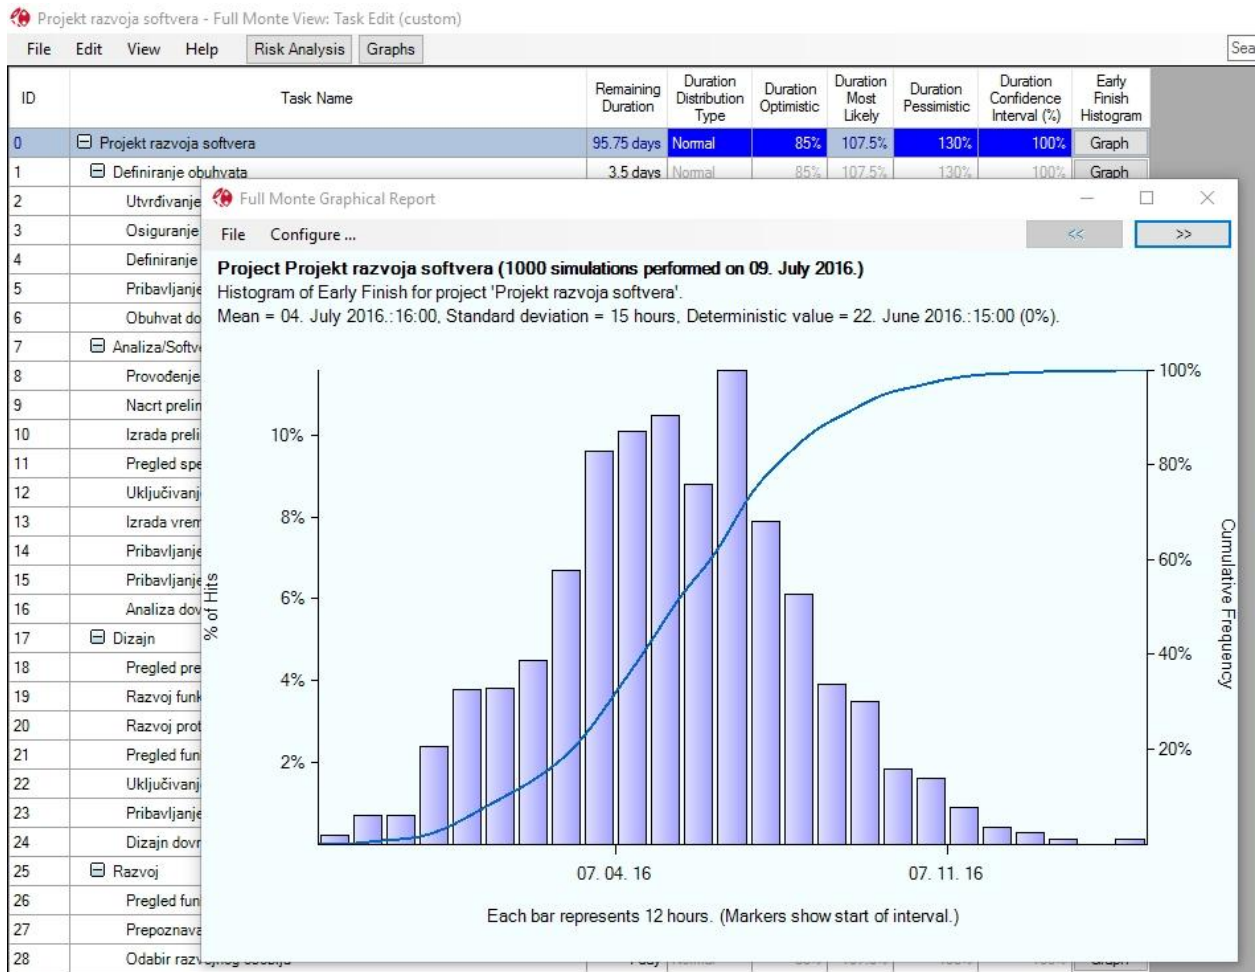 Projekt razvoja softvera - Full Monte View: Task Edit (custom)
File Edit View Help Risk Analysis Graphs Sea
ID Task Name Remaining Duration Duration Distribution Type Duration Optimistic Duration Most Likely Duration Pessimistic Duration Confidence Interval (%) Early Finish Histogram
0 Projekt razvoja softvera 95.75 days Normal 85% 107.5% 130% 100% Graph
1 Definiranje obuhvata 3.5 days Normal 85% 107.5% 130% 100% Graph
2 Utvrđivanje
3 Osiguranje
4 Definiranje
5 Pribavljanje
6 Obuhvat do
7 Analiza/Softv
8 Provođenje
9 Nacrt prelin
10 Izrada preli
11 Pregled spe
12 Uključivanj
13 Izrada vrem
14 Pribavljanje
15 Pribavljanje
16 Analiza dov
17 Dizajn
18 Pregled pre
19 Razvoj funk
20 Razvoj prot
21 Pregled fun
22 Uključivanj
23 Pribavljanje
24 Dizajn dovr
25 Razvoj
26 Pregled fun
27 Prepoznava
28 Odabir
Full Monte Graphical Report
File Configure ... << >>
Project Projekt razvoja softvera (1000 simulations performed on 09. July 2016.)
Histogram of Early Finish for project 'Projekt razvoja softvera'.
Mean = 04. July 2016.:16:00, Standard deviation = 15 hours, Deterministic value = 22. June 2016.:15:00 (0%).
% of Hits
10%
8%
6%
4%
2%
100%
80%
60%
40%
20%
Cumulative Frequency
07. 04. 16 07. 11. 16
Each bar represents 12 hours. (Markers show start of interval.)